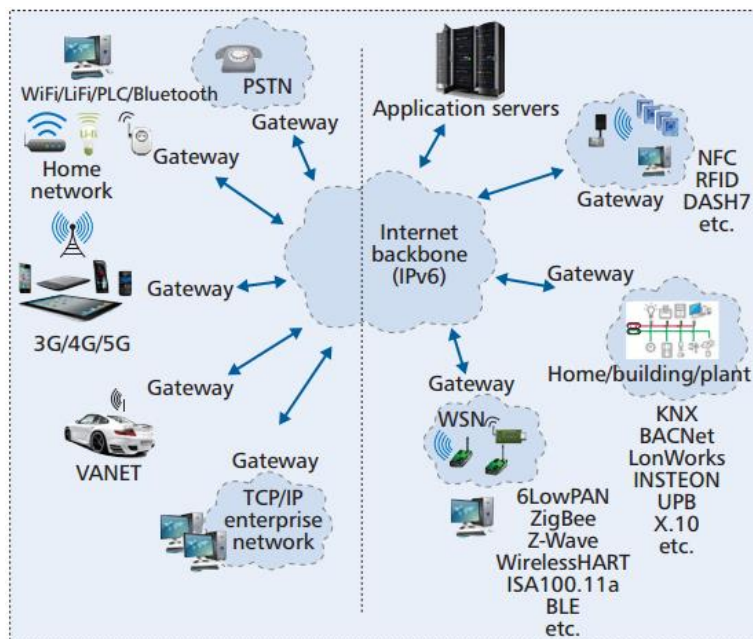 WiFi/LiFi/PLC/Bluetooth
Li-Fi
Home
network
Gateway
PSTN
Gateway
Application servers
NFC
RFID
DASH7
etc.
Gateway
Internet
backbone
(IPv6)
Gateway
3G/4G/5G
Gateway
Home/building/plant
KNX
BACNet
LonWorks
INSTEON
UPB
X.10
etc.
Gateway
VANET
Gateway
WSN
6LowPAN
ZigBee
Z-Wave
WirelessHART
ISA100.11a
BLE
etc.
Gateway
TCP/IP
enterprise
network